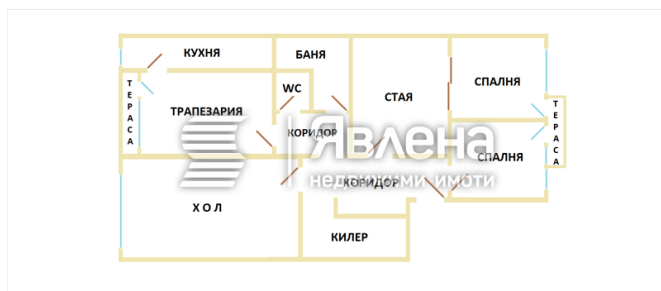 КУХНЯ
БАНЯ
ТЕРАСА
ТРАПЕЗАРИЯ
WC
СТАЯ
СПАЛНЯ
ТЕРАСА
КОРИДОР
Явлена
недвижими имоти
СПАЛНЯ
КОРИДОР
ХОЛ
КИЛЕР